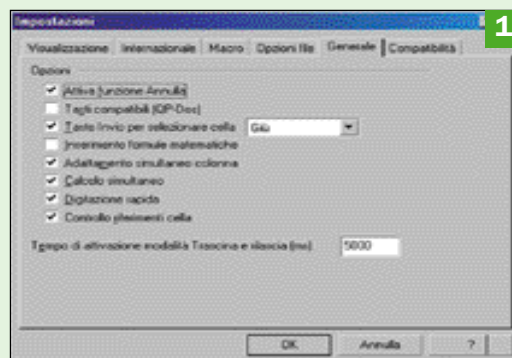 Impostazioni
1
Visualizzazione Internazionale Macro Opzioni file Generale Compatibilità
Opzioni
Attiva funzione Annulla
Tasti compatibili (QP-Dos)
Tasto Invio per selezionare cella Giù
Inserimento formule matematiche
Adattamento simultaneo colonna
Calcolo simultaneo
Digitazione rapida
Controllo riferimenti cella
Tempo di attivazione modalità Trascina e rilascia (ms) 5000
OK Annulla ?